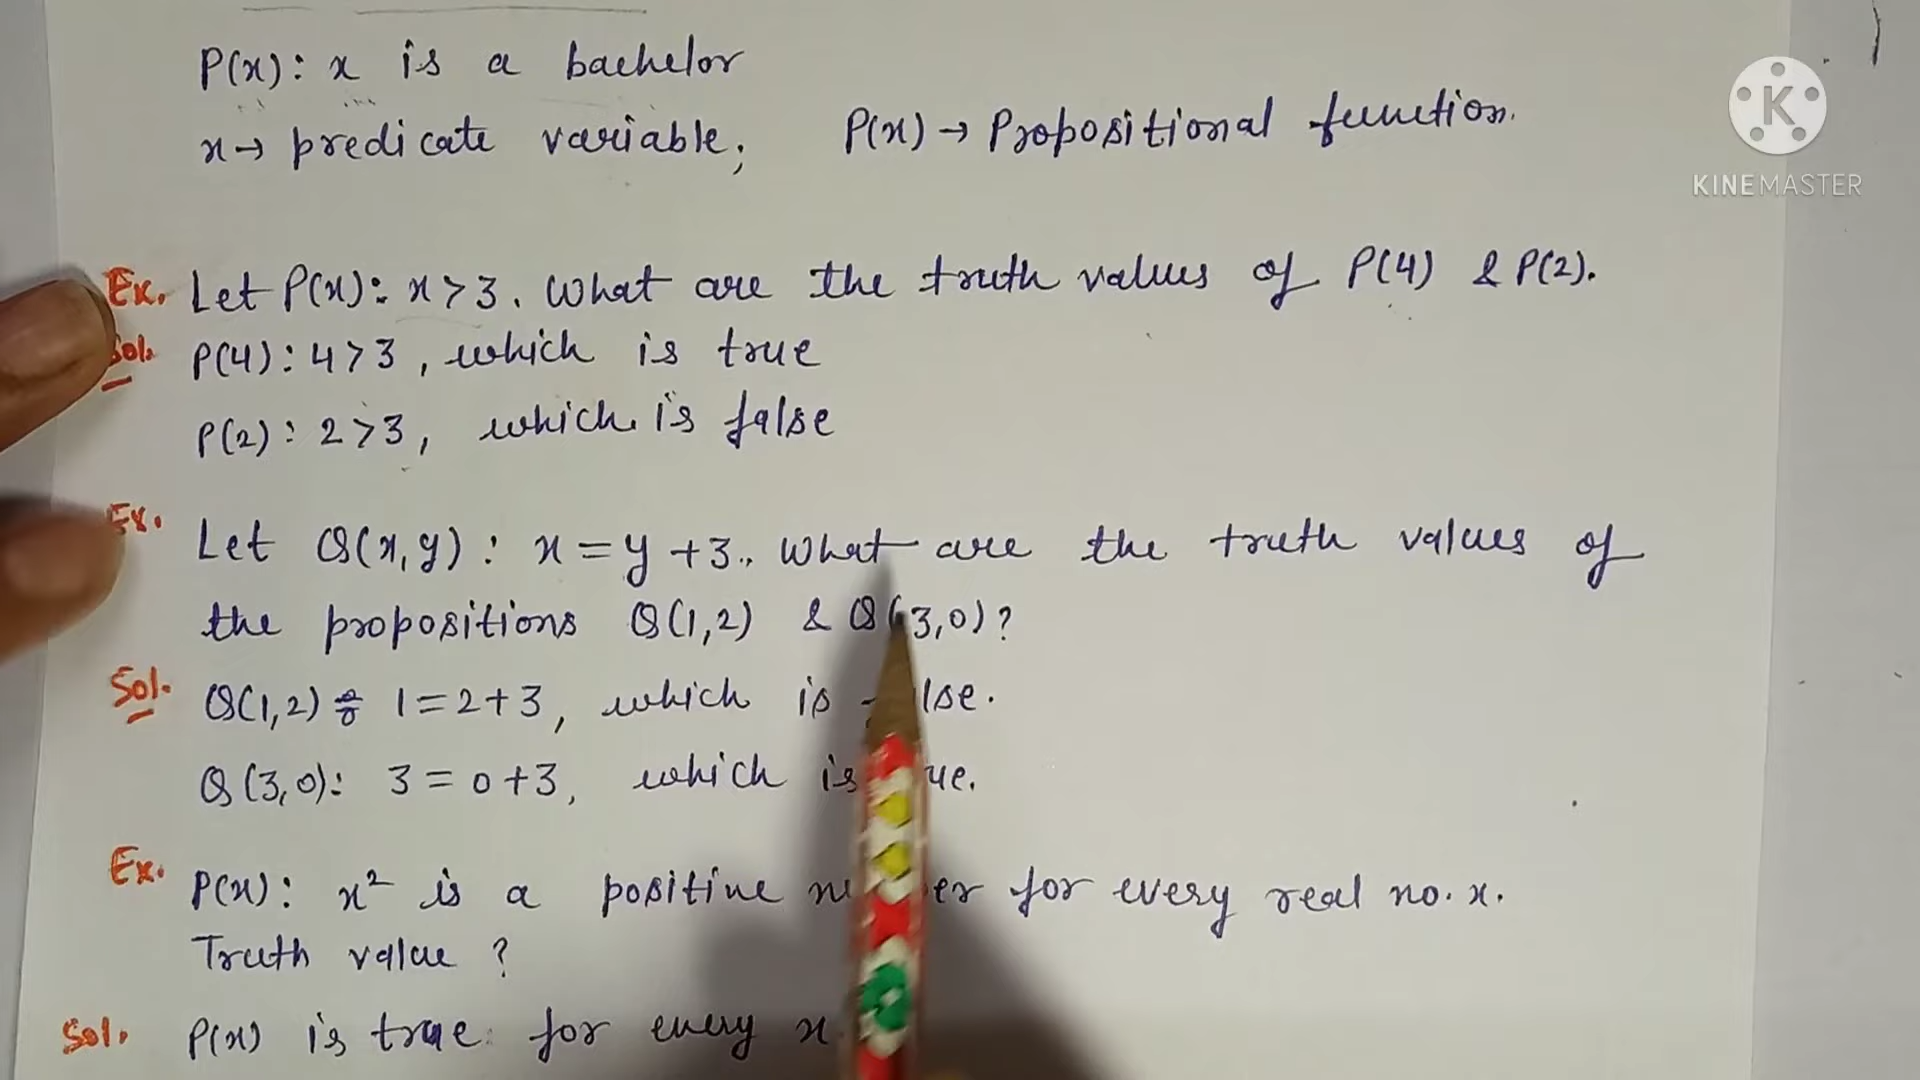 P(x): x is a bachelor
x→ predicate variable; P(x) → Propositional function.
KINEMASTER
Ex. Let P(x): x > 3. What are the truth values of P(4) & P(2).
Sol. P(4): 4 > 3, which is true
P(2): 2 > 3, which is false
Ex. Let Q(x,y): x = y + 3. What are the truth values of
the propositions Q(1,2) & Q(3,0)?
Sol. Q(1,2): 1 = 2 + 3, which is false.
Q(3,0): 3 = 0 + 3, which is true.
Ex. P(x): x² is a positive number for every real no. x.
Truth value ?
Sol. P(x) is true for every x.